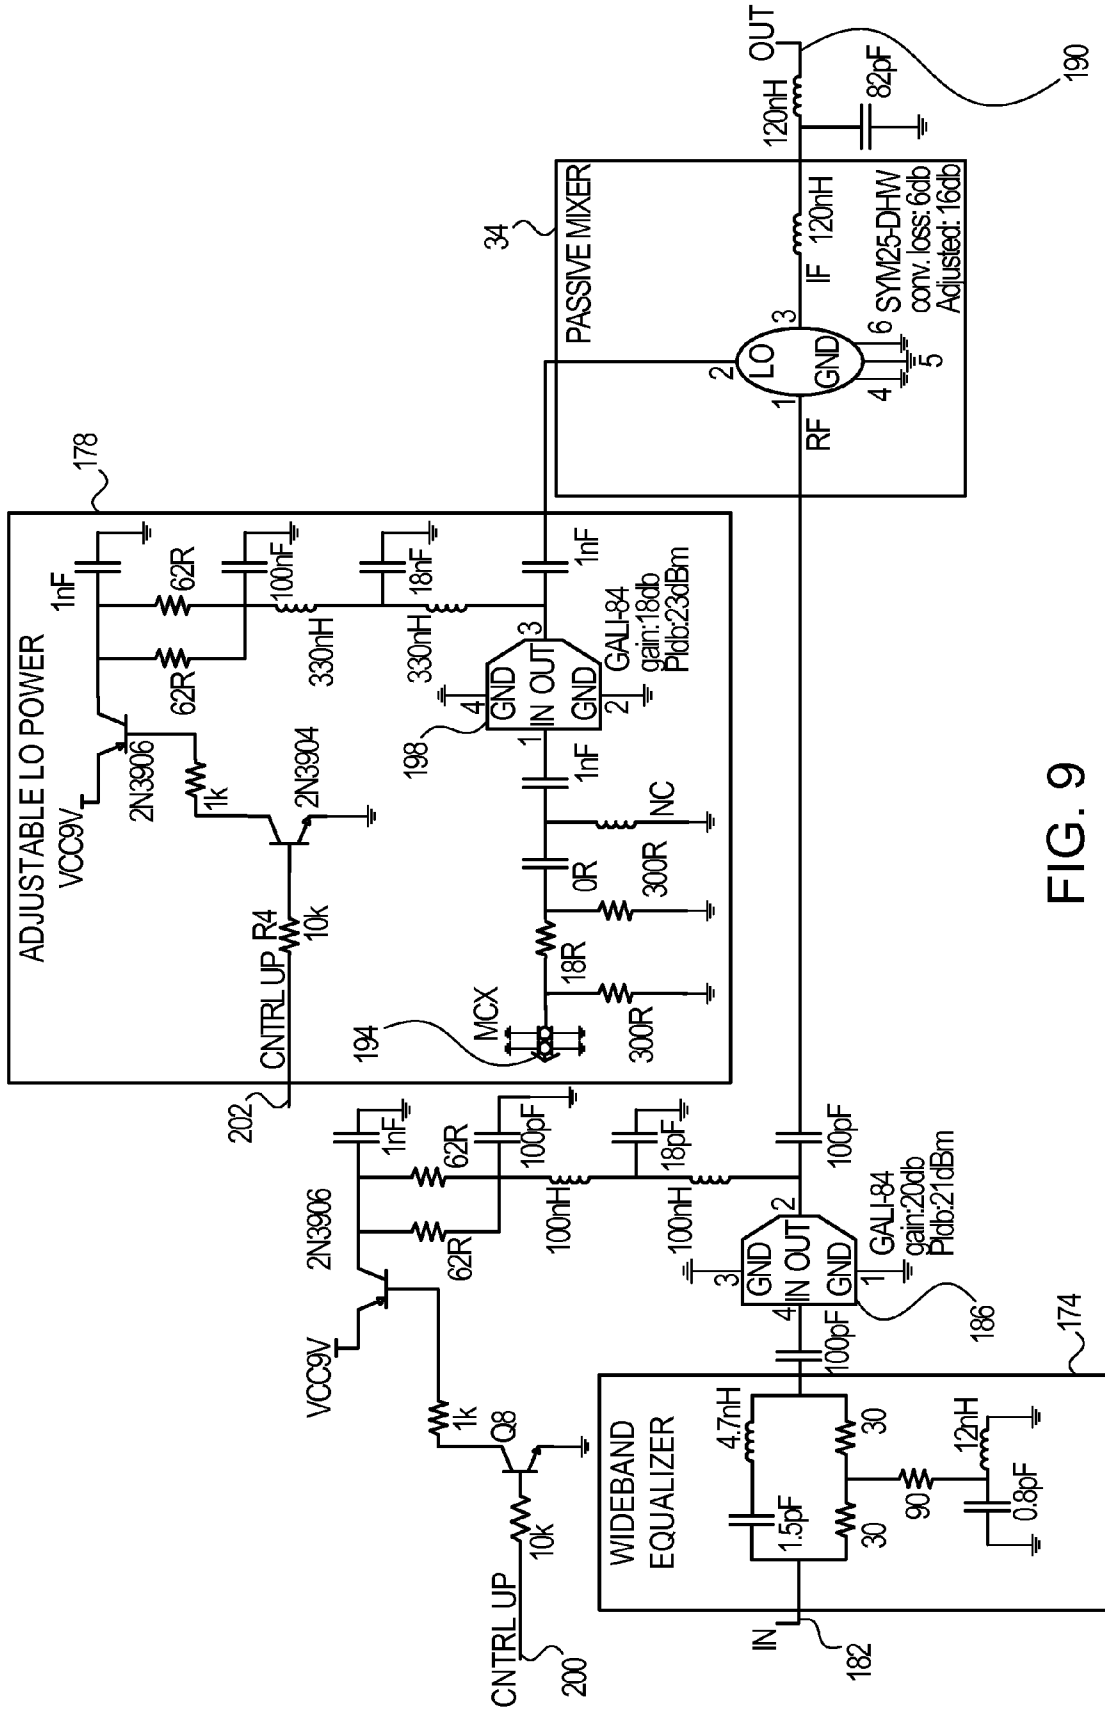 ADJUSTABLE LO POWER
178
VCC9V
2N3906
1k
1nF
62R
62R
100nF
330nH
18nF
330nH
CNTRL UP
R4
10k
2N3904
202
MCX
194
300R
18R
300R
0R
NC
1nF
198
1
4
GND
IN OUT
GND
2
3
GALI-84
gain:18db
Pldb:23dBm
1nF
PASSIVE MIXER
34
2
LO
1
RF
GND
3
IF
4
5
6
120nH
SYM25-DHW
conv. loss: 6db
Adjusted: 16db
120nH
82pF
OUT
190
CNTRL UP
200
10k
Q8
1k
VCC9V
2N3906
1nF
62R
62R
100pF
100nH
18pF
100nH
WIDEBAND
EQUALIZER
IN
182
1.5pF
4.7nH
30
30
90
0.8pF
12nH
174
100pF
4
3
GND
IN OUT
GND
1
2
186
GALI-84
gain:20db
Pldb:21dBm
100pF
FIG. 9